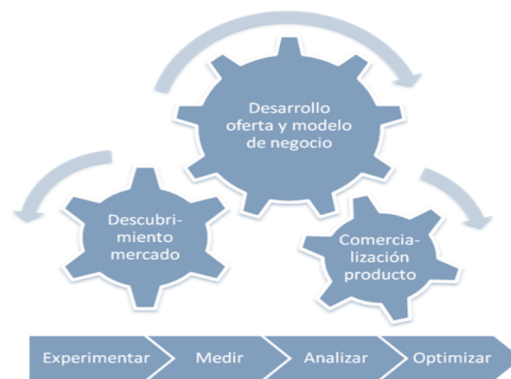 Desarrollo
oferta y modelo
de negocio
Descubri-
miento
mercado
Comercia-
lización
producto
Experimentar
Medir
Analizar
Optimizar